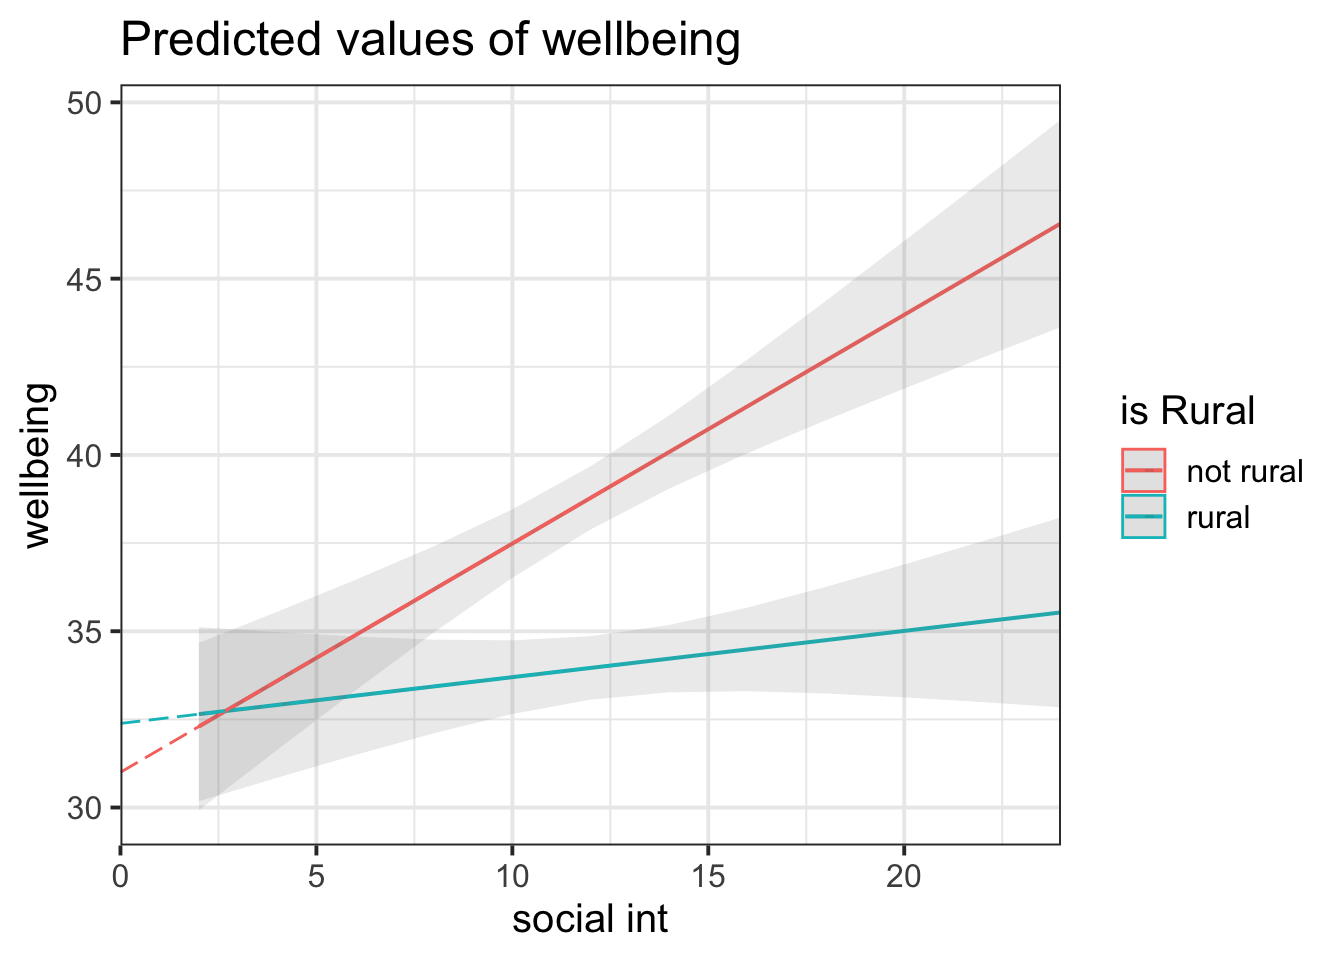 Predicted values of wellbeing
50
45
40
35
30
wellbeing
0 5 10 15 20
social int
is Rural
not rural
rural